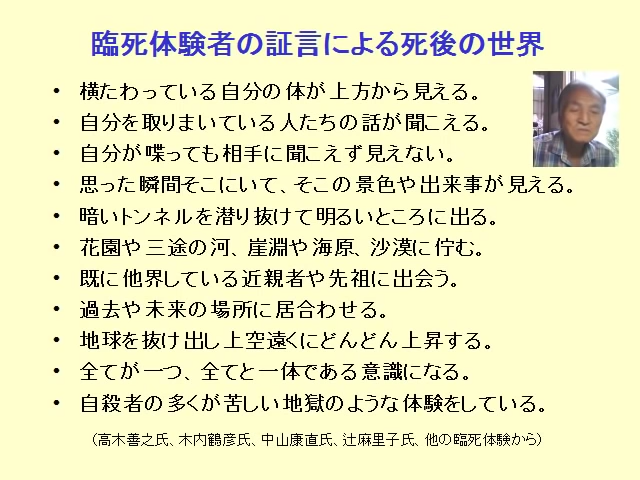 臨死体験者の証言による死後の世界
• 横たわっている自分の体が上方から見える。
• 自分を取りまいている人たちの話が聞こえる。
• 自分が喋っても相手に聞こえず見えない。
• 思った瞬間そこにいて、そこの景色や出来事が見える。
• 暗いトンネルを潜り抜けて明るいところに出る。
• 花園や三途の河、崖淵や海原、沙漠に佇む。
• 既に他界している近親者や先祖に出会う。
• 過去や未来の場所に居合わせる。
• 地球を抜け出し上空遠くにどんどん上昇する。
• 全てが一つ、全てと一体である意識になる。
• 自殺者の多くが苦しい地獄のような体験をしている。
（高木善之氏、木内鶴彦氏、中山康直氏、辻麻里子氏、他の臨死体験から）